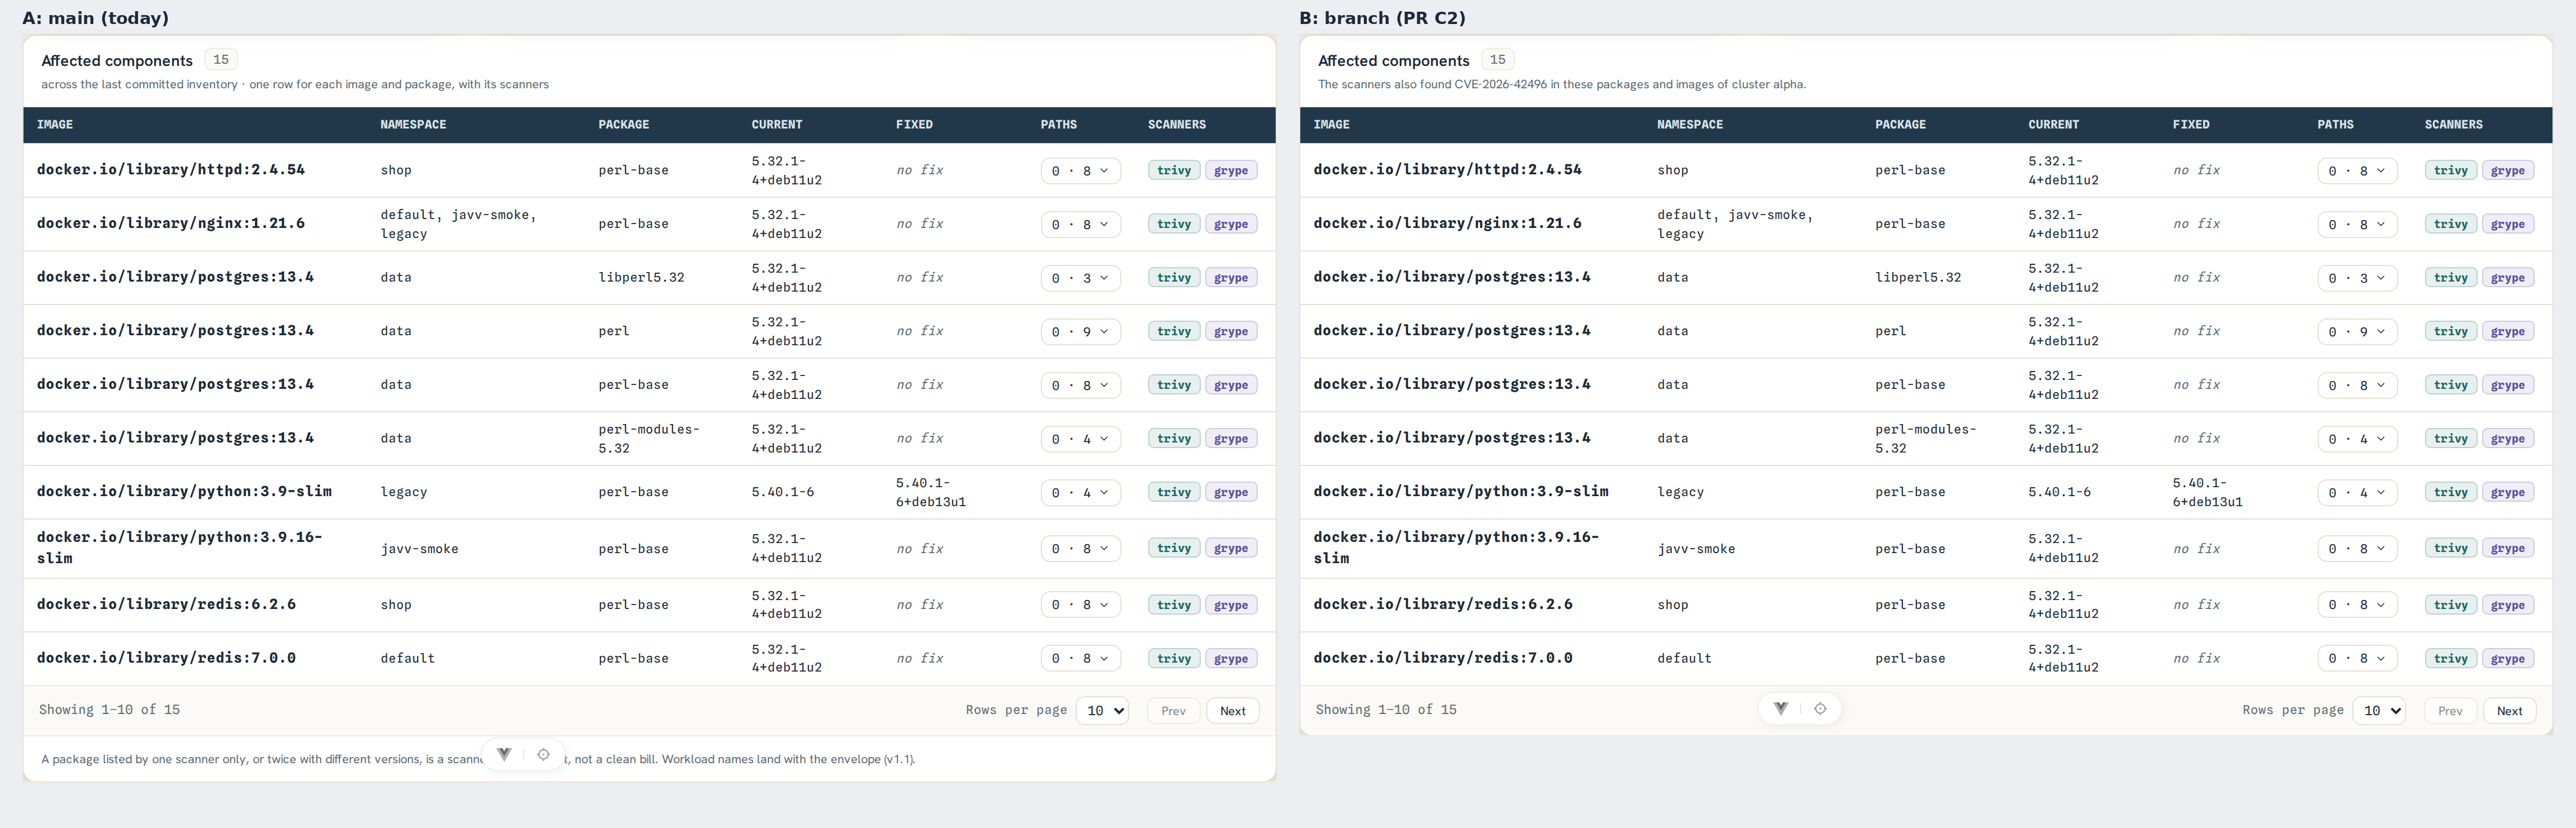 A: main (today)
Affected components 15
across the last committed inventory · one row for each image and package, with its scanners
IMAGE NAMESPACE PACKAGE CURRENT FIXED PATHS SCANNERS
docker.io/library/httpd:2.4.54 shop perl-base 5.32.1-4+deb11u2 no fix 0 · 8 trivy grype
docker.io/library/nginx:1.21.6 default, javv-smoke, legacy perl-base 5.32.1-4+deb11u2 no fix 0 · 8 trivy grype
docker.io/library/postgres:13.4 data libperl5.32 5.32.1-4+deb11u2 no fix 0 · 3 trivy grype
docker.io/library/postgres:13.4 data perl 5.32.1-4+deb11u2 no fix 0 · 9 trivy grype
docker.io/library/postgres:13.4 data perl-base 5.32.1-4+deb11u2 no fix 0 · 8 trivy grype
docker.io/library/postgres:13.4 data perl-modules-5.32 5.32.1-4+deb11u2 no fix 0 · 4 trivy grype
docker.io/library/python:3.9-slim legacy perl-base 5.40.1-6 5.40.1-6+deb13u1 0 · 4 trivy grype
docker.io/library/python:3.9.16-slim javv-smoke perl-base 5.32.1-4+deb11u2 no fix 0 · 8 trivy grype
docker.io/library/redis:6.2.6 shop perl-base 5.32.1-4+deb11u2 no fix 0 · 8 trivy grype
docker.io/library/redis:7.0.0 default perl-base 5.32.1-4+deb11u2 no fix 0 · 8 trivy grype
Showing 1–10 of 15 Rows per page 10 Prev Next
A package listed by one scanner only, or twice with different versions, is a , not a clean bill. Workload names land with the envelope (v1.1).
B: branch (PR C2)
Affected components 15
The scanners also found CVE-2026-42496 in these packages and images of cluster alpha.
IMAGE NAMESPACE PACKAGE CURRENT FIXED PATHS SCANNERS
docker.io/library/httpd:2.4.54 shop perl-base 5.32.1-4+deb11u2 no fix 0 · 8 trivy grype
docker.io/library/nginx:1.21.6 default, javv-smoke, legacy perl-base 5.32.1-4+deb11u2 no fix 0 · 8 trivy grype
docker.io/library/postgres:13.4 data libperl5.32 5.32.1-4+deb11u2 no fix 0 · 3 trivy grype
docker.io/library/postgres:13.4 data perl 5.32.1-4+deb11u2 no fix 0 · 9 trivy grype
docker.io/library/postgres:13.4 data perl-base 5.32.1-4+deb11u2 no fix 0 · 8 trivy grype
docker.io/library/postgres:13.4 data perl-modules-5.32 5.32.1-4+deb11u2 no fix 0 · 4 trivy grype
docker.io/library/python:3.9-slim legacy perl-base 5.40.1-6 5.40.1-6+deb13u1 0 · 4 trivy grype
docker.io/library/python:3.9.16-slim javv-smoke perl-base 5.32.1-4+deb11u2 no fix 0 · 8 trivy grype
docker.io/library/redis:6.2.6 shop perl-base 5.32.1-4+deb11u2 no fix 0 · 8 trivy grype
docker.io/library/redis:7.0.0 default perl-base 5.32.1-4+deb11u2 no fix 0 · 8 trivy grype
Showing 1–10 of 15 Rows per page 10 Prev Next